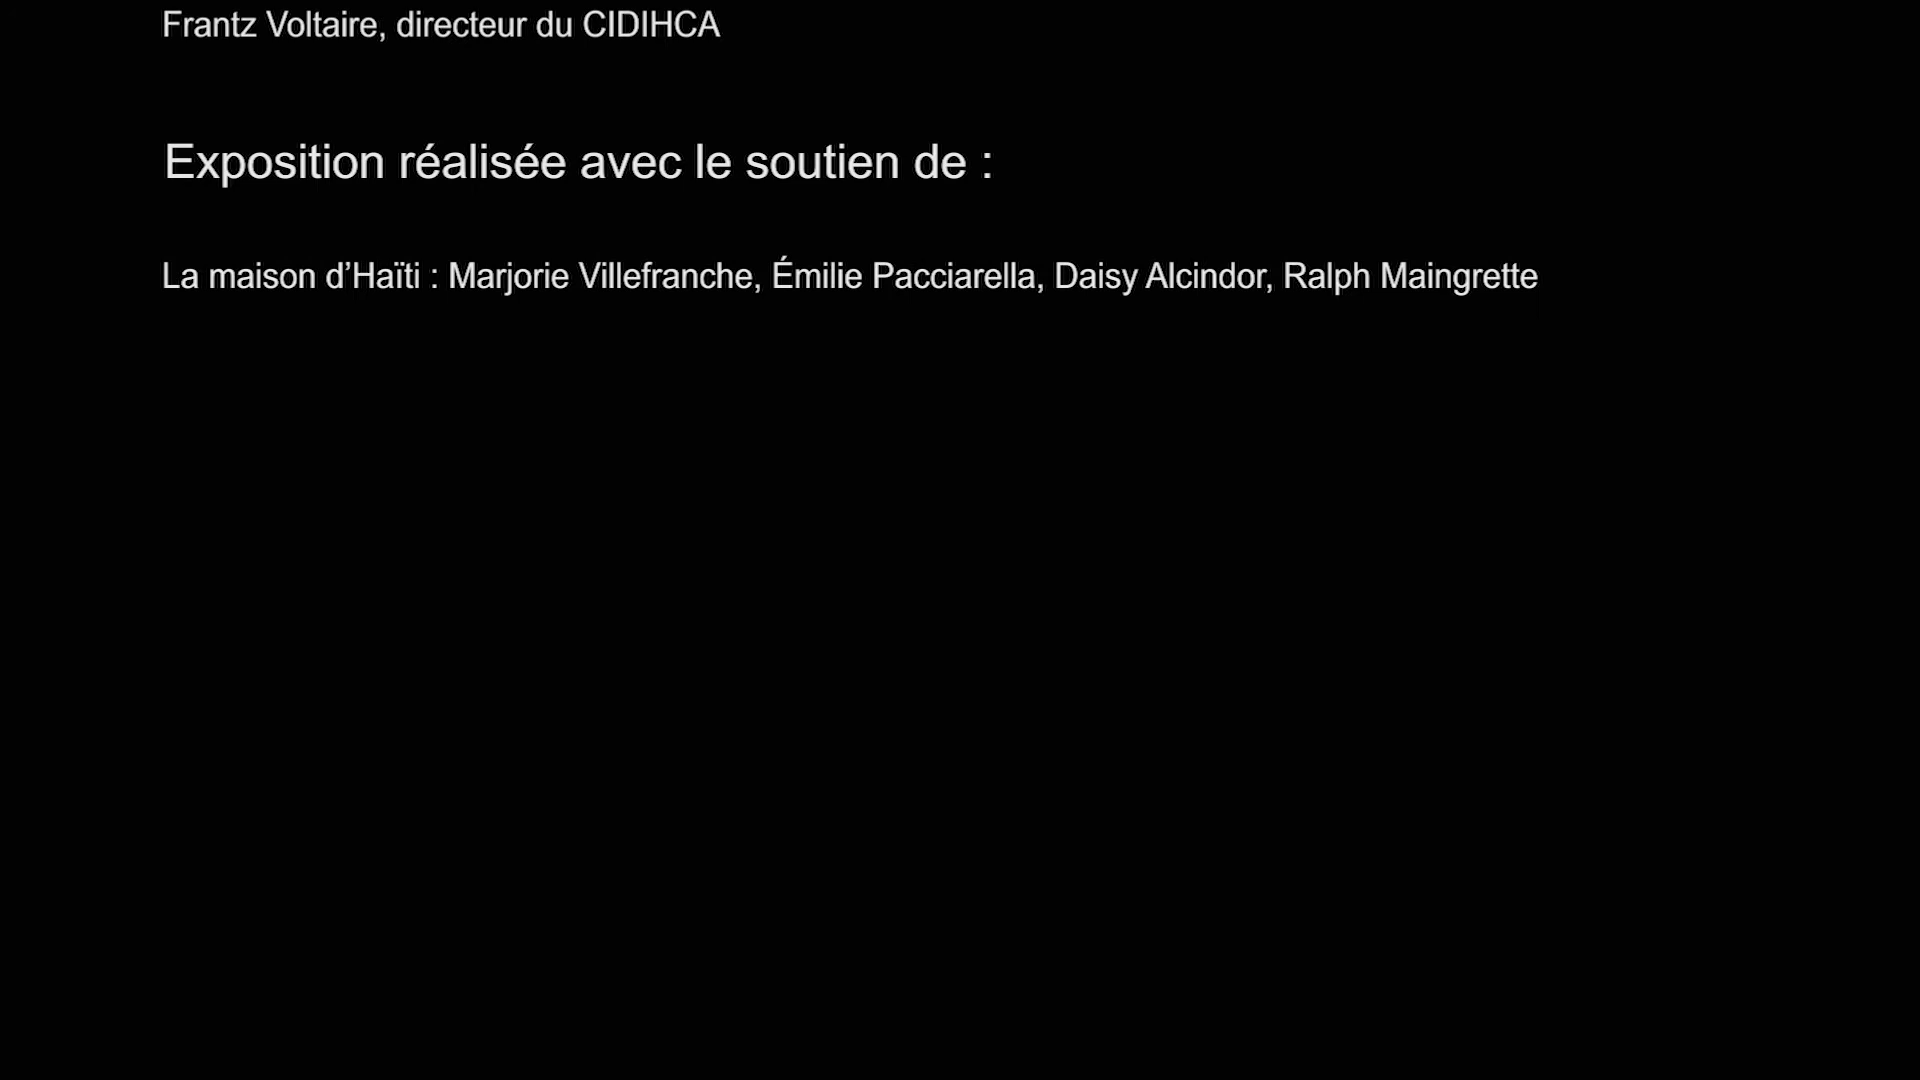 Frantz Voltaire, directeur du CIDIHCA
Exposition réalisée avec le soutien de :
La maison d’Haïti : Marjorie Villefranche, Émilie Pacciarella, Daisy Alcindor, Ralph Maingrette